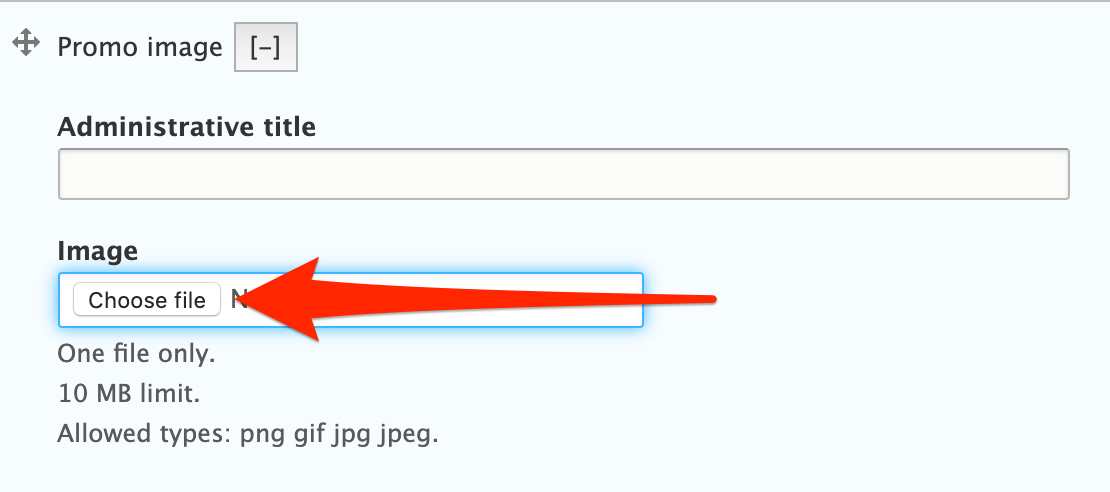 Promo image [–]
Administrative title
Image
Choose file
One file only.
10 MB limit.
Allowed types: png gif jpg jpeg.